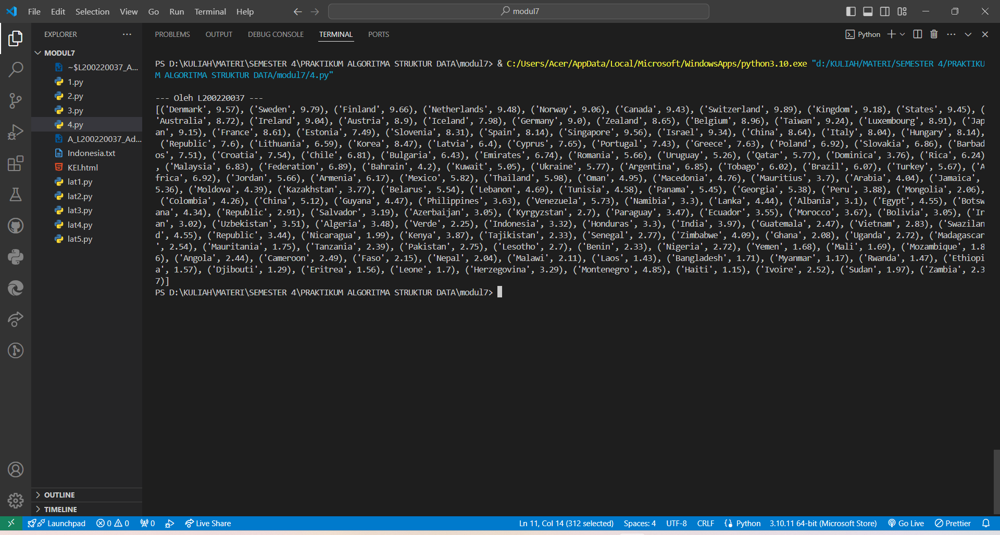 File Edit Selection View Go Run Terminal Help modul7
EXPLORER
MODUL7
~$L200220037_A...
1.py
2.py
3.py
4.py
A_L200220037_Ad...
Indonesia.txt
KEI.html
lat1.py
lat2.py
lat3.py
lat4.py
lat5.py
OUTLINE
TIMELINE
PROBLEMS OUTPUT DEBUG CONSOLE TERMINAL PORTS Python
PS D:\KULIAH\MATERI\SEMESTER 4\PRAKTIKUM ALGORITMA STRUKTUR DATA\modul7> & C:/Users/Acer/AppData/Local/Microsoft/WindowsApps/python3.10.exe "d:/KULIAH/MATERI/SEMESTER 4/PRAKTIKU
M ALGORITMA STRUKTUR DATA/modul7/4.py"
--- Oleh L200220037 ---
[('Denmark', 9.57), ('Sweden', 9.79), ('Finland', 9.66), ('Netherlands', 9.48), ('Norway', 9.06), ('Canada', 9.43), ('Switzerland', 9.89), ('Kingdom', 9.18), ('States', 9.45), (
'Australia', 8.72), ('Ireland', 9.04), ('Austria', 8.9), ('Iceland', 7.98), ('Germany', 9.0), ('Zealand', 8.65), ('Belgium', 8.96), ('Taiwan', 9.24), ('Luxembourg', 8.91), ('Jap
an', 9.15), ('France', 8.61), ('Estonia', 7.49), ('Slovenia', 8.31), ('Spain', 8.14), ('Singapore', 9.56), ('Israel', 9.34), ('China', 8.64), ('Italy', 8.04), ('Hungary', 8.14),
('Republic', 7.6), ('Lithuania', 6.59), ('Korea', 8.47), ('Latvia', 6.4), ('Cyprus', 7.65), ('Portugal', 7.43), ('Greece', 7.63), ('Poland', 6.92), ('Slovakia', 6.86), ('Barbad
os', 7.51), ('Croatia', 7.54), ('Chile', 6.81), ('Bulgaria', 6.43), ('Emirates', 6.74), ('Romania', 5.66), ('Uruguay', 5.26), ('Qatar', 5.77), ('Dominica', 3.76), ('Rica', 6.24)
, ('Malaysia', 6.83), ('Federation', 6.89), ('Bahrain', 4.2), ('Kuwait', 5.05), ('Ukraine', 5.77), ('Argentina', 6.85), ('Tobago', 6.02), ('Brazil', 6.07), ('Turkey', 5.67), ('A
frica', 6.92), ('Jordan', 5.66), ('Armenia', 6.17), ('Mexico', 5.82), ('Thailand', 5.98), ('Oman', 4.95), ('Macedonia', 4.76), ('Mauritius', 3.7), ('Arabia', 4.04), ('Jamaica',
5.36), ('Moldova', 4.39), ('Kazakhstan', 3.77), ('Belarus', 5.54), ('Lebanon', 4.69), ('Tunisia', 4.58), ('Panama', 5.45), ('Georgia', 5.38), ('Peru', 3.88), ('Mongolia', 2.06),
('Colombia', 4.26), ('China', 5.12), ('Guyana', 4.47), ('Philippines', 3.63), ('Venezuela', 5.73), ('Namibia', 3.3), ('Lanka', 4.44), ('Albania', 3.1), ('Egypt', 4.55), ('Botsw
ana', 4.34), ('Republic', 2.91), ('Salvador', 3.19), ('Azerbaijan', 3.05), ('Kyrgyzstan', 2.7), ('Paraguay', 3.47), ('Ecuador', 3.55), ('Morocco', 3.67), ('Bolivia', 3.05), ('Ir
an', 3.02), ('Uzbekistan', 3.51), ('Algeria', 3.48), ('Verde', 2.25), ('Indonesia', 3.32), ('Honduras', 3.3), ('India', 3.97), ('Guatemala', 2.47), ('Vietnam', 2.83), ('Swazilan
d', 4.55), ('Republic', 3.44), ('Nicaragua', 1.99), ('Kenya', 3.87), ('Tajikistan', 2.33), ('Senegal', 2.77), ('Zimbabwe', 4.09), ('Ghana', 2.08), ('Uganda', 2.72), ('Madagascar
', 2.54), ('Mauritania', 1.75), ('Tanzania', 2.39), ('Pakistan', 2.75), ('Lesotho', 2.7), ('Benin', 2.33), ('Nigeria', 2.72), ('Yemen', 1.68), ('Mali', 1.69), ('Mozambique', 1.8
6), ('Angola', 2.44), ('Cameroon', 2.49), ('Faso', 2.15), ('Nepal', 2.04), ('Malawi', 2.11), ('Laos', 1.43), ('Bangladesh', 1.71), ('Myanmar', 1.17), ('Rwanda', 1.47), ('Ethiopi
a', 1.57), ('Djibouti', 1.29), ('Eritrea', 1.56), ('Leone', 1.7), ('Herzegovina', 3.29), ('Montenegro', 4.85), ('Haiti', 1.15), ('Ivoire', 2.52), ('Sudan', 1.97), ('Zambia', 2.3
7)]
PS D:\KULIAH\MATERI\SEMESTER 4\PRAKTIKUM ALGORITMA STRUKTUR DATA\modul7>
Launchpad 0 0 0 Live Share Ln 11, Col 14 (312 selected) Spaces: 4 UTF-8 CRLF Python 3.10.11 64-bit (Microsoft Store) Go Live Prettier